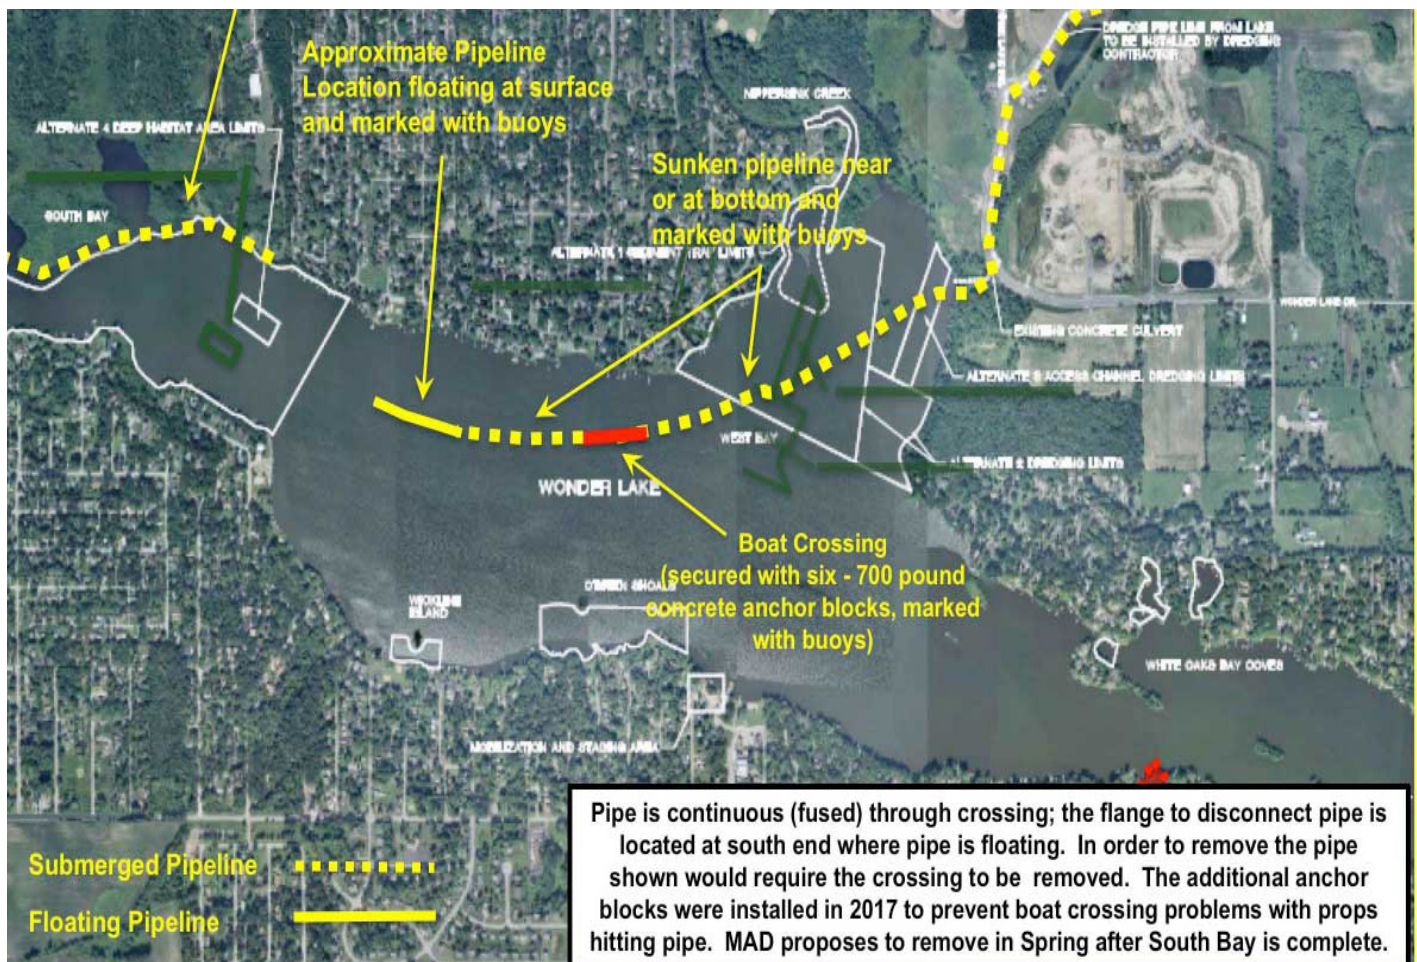 Approximate Pipeline
Location floating at surface
and marked with buoys
DREDGE PIPE LINE FROM LAKE
TO BE INSTALLED BY DREDGING
CONTRACTOR
NIPPERSINK CREEK
ALTERNATE 4 DEEP HABITAT AREA LIMITS
Sunken pipeline near
or at bottom and
marked with buoys
SOUTH BAY
ALTERNATE 1 SEDIMENT TRAP LIMITS
WONDER LAKE DR.
EXISTING CONCRETE CULVERT
ALTERNATE 3 ACCESS CHANNEL DREDGING LIMITS
WEST BAY
ALTERNATE 2 DREDGING LIMITS
WONDER LAKE
Boat Crossing
(secured with six - 700 pound
concrete anchor blocks, marked
with buoys)
ISLAND
WHITE OAKS BAY COVES
MOBILIZATION AND STAGING AREA
Pipe is continuous (fused) through crossing; the flange to disconnect pipe is
located at south end where pipe is floating.  In order to remove the pipe
shown would require the crossing to be  removed.  The additional anchor
blocks were installed in 2017 to prevent boat crossing problems with props
hitting pipe.  MAD proposes to remove in Spring after South Bay is complete.
Submerged Pipeline
Floating Pipeline